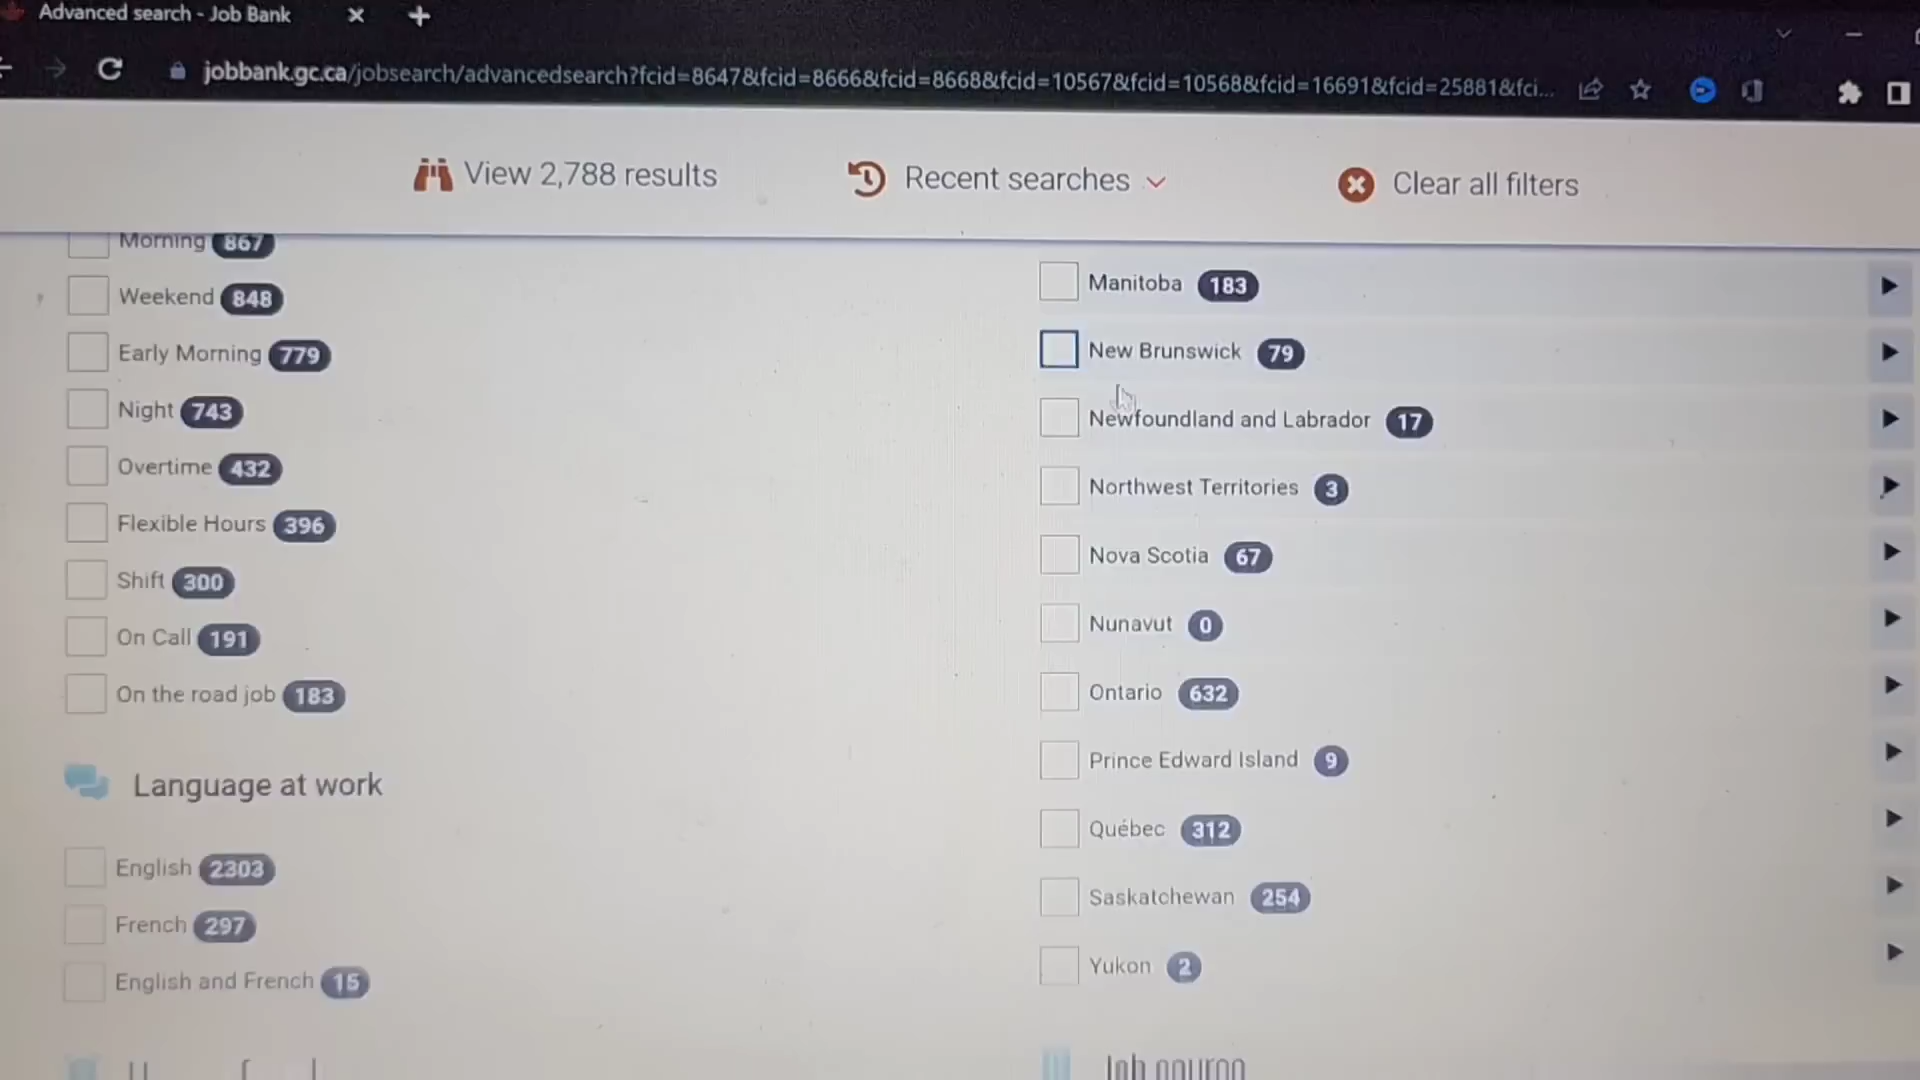 Advanced search - Job Bank
jobbank.gc.ca/jobsearch/advancedsearch?fcid=8647&fcid=8666&fcid=8668&fcid=10567&fcid=10568&fcid=16691&fcid=25881&fci...
View 2,788 results
Recent searches
Clear all filters
Morning 867
Weekend 848
Early Morning 779
Night 743
Overtime 432
Flexible Hours 396
Shift 300
On Call 191
On the road job 183
Language at work
English 2303
French 297
English and French 15
Manitoba 183
New Brunswick 79
Newfoundland and Labrador 17
Northwest Territories 3
Nova Scotia 67
Nunavut 0
Ontario 632
Prince Edward Island 9
Québec 312
Saskatchewan 254
Yukon 2
Job